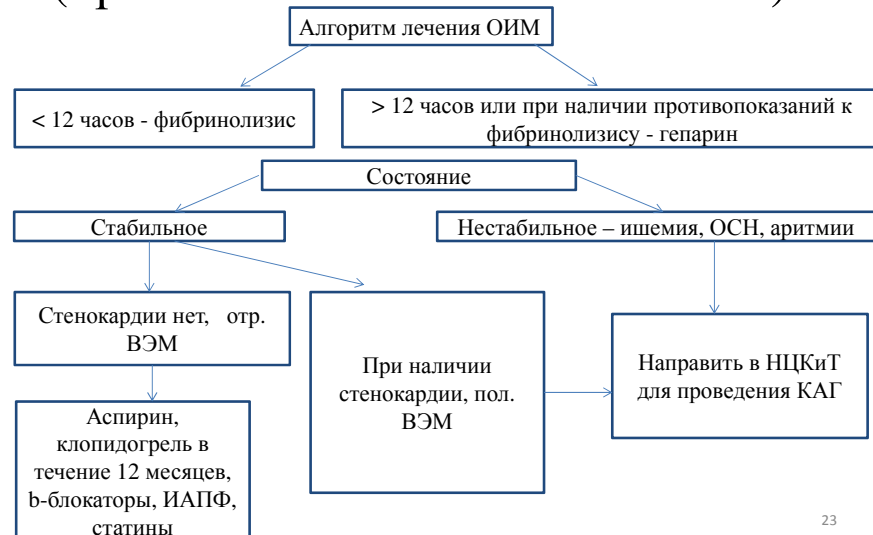 Алгоритм лечения ОИМ
< 12 часов - фибринолизис
> 12 часов или при наличии противопоказаний к
фибринолизису - гепарин
Состояние
Стабильное
Нестабильное – ишемия, ОСН, аритмии
Стенокардии нет, отр.
ВЭМ
При наличии
стенокардии, пол.
ВЭМ
Направить в НЦКиТ
для проведения КАГ
Аспирин,
клопидогрель в
течение 12 месяцев,
b-блокаторы, ИАПФ,
статины
23